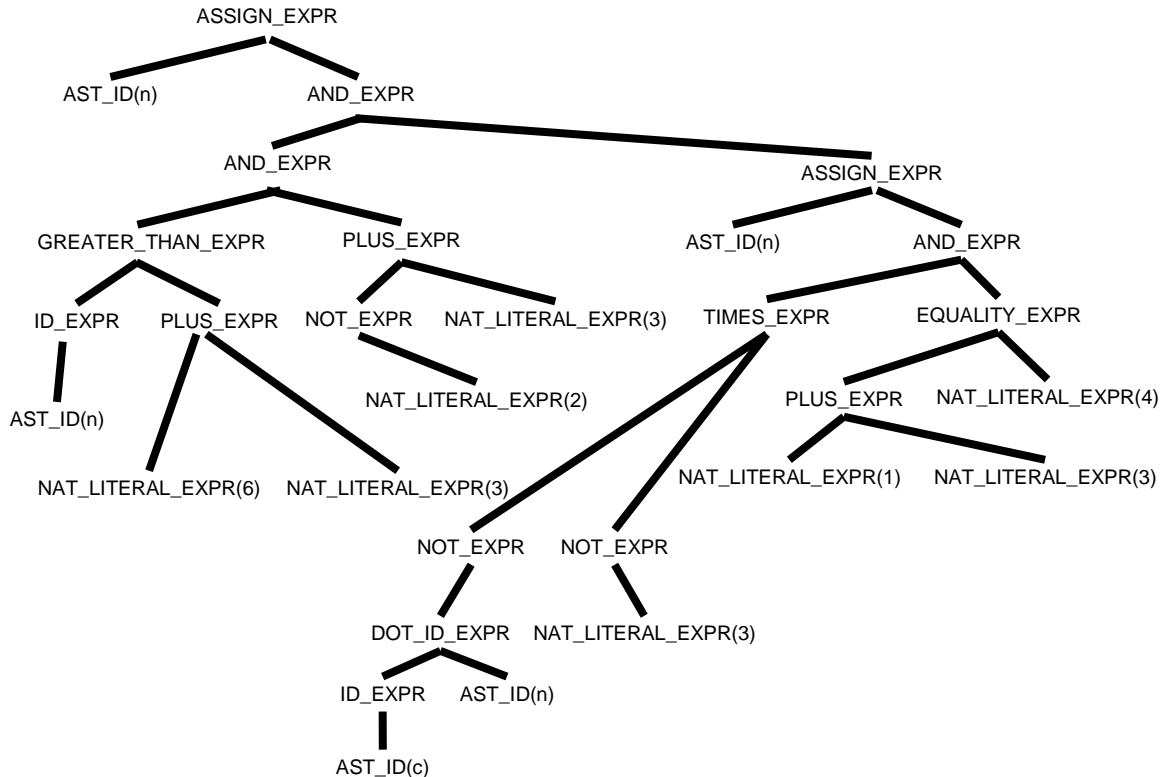 ASSIGN_EXPR
AST_ID(n) AND_EXPR
AND_EXPR ASSIGN_EXPR
GREATER_THAN_EXPR PLUS_EXPR AST_ID(n) AND_EXPR
ID_EXPR PLUS_EXPR NOT_EXPR NAT_LITERAL_EXPR(3) TIMES_EXPR EQUALITY_EXPR
AST_ID(n) NAT_LITERAL_EXPR(2) PLUS_EXPR NAT_LITERAL_EXPR(4)
NAT_LITERAL_EXPR(6) NAT_LITERAL_EXPR(3) NAT_LITERAL_EXPR(1) NAT_LITERAL_EXPR(3)
NOT_EXPR NOT_EXPR
DOT_ID_EXPR NAT_LITERAL_EXPR(3)
ID_EXPR AST_ID(n)
AST_ID(c)